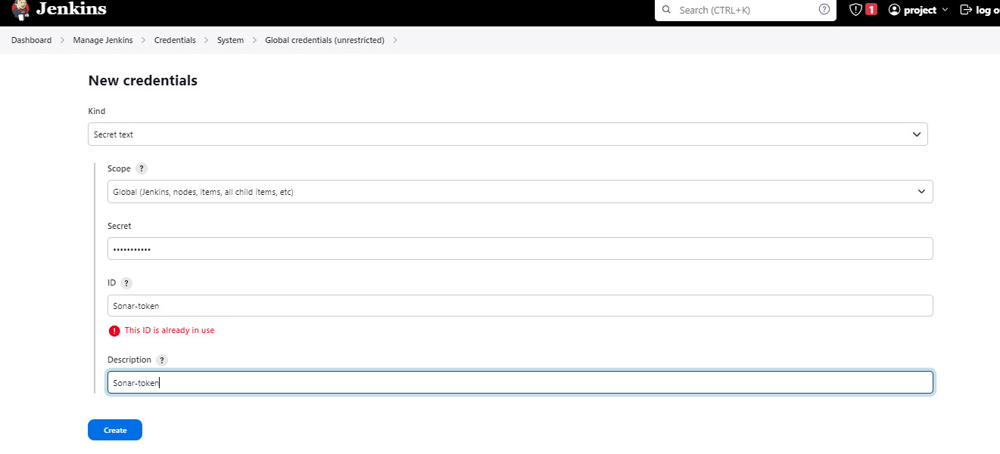 Jenkins
Search (CTRL+K)
?
1
project
log o
Dashboard > Manage Jenkins > Credentials > System > Global credentials (unrestricted) >
New credentials
Kind
Secret text
Scope ?
Global (Jenkins, nodes, items, all child items, etc)
Secret
•••••••••••
ID ?
Sonar-token
! This ID is already in use
Description ?
Sonar-token
Create